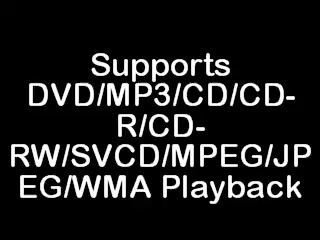 Supports
DVD/MP3/CD/CD-
R/CD-
RW/SVCD/MPEG/JP
EG/WMA Playback